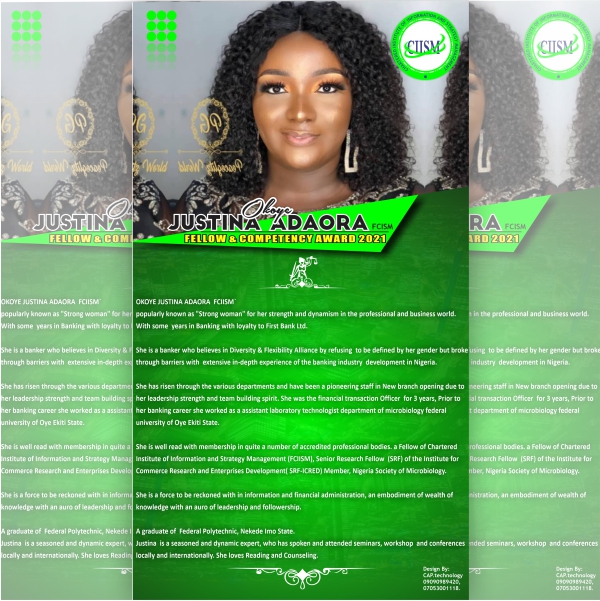 CIISM
Okoye
JUSTINA ADAORA FCIISM
FELLOW & COMPETENCY AWARD 2021
OKOYE JUSTINA ADAORA FCIISM`
popularly known as "Strong woman" for her strength and dynamism in the professional and business world.
With some years in Banking with loyalty to First Bank Ltd.
She is a banker who believes in Diversity & Flexibility Alliance by refusing to be defined by her gender but broke
through barriers with extensive in-depth experience of the banking industry development in Nigeria.
She has risen through the various departments and have been a pioneering staff in New branch opening due to
her leadership strength and team building spirit. She was the financial transaction Officer for 3 years, Prior to
her banking career she worked as a assistant laboratory technologist department of microbiology federal
university of Oye Ekiti State.
She is well read with membership in quite a number of accredited professional bodies. a Fellow of Chartered
Institute of Information and Strategy Management (FCIISM), Senior Research Fellow (SRF) of the Institute for
Commerce Research and Enterprises Development( SRF-ICRED) Member, Nigeria Society of Microbiology.
She is a force to be reckoned with in information and financial administration, an embodiment of wealth of
knowledge with an auro of leadership and followership.
A graduate of Federal Polytechnic, Nekede Imo State.
Justina is a seasoned and dynamic expert, who has spoken and attended seminars, workshop and conferences
locally and internationally. She loves Reading and Counseling.
Design By:
CAP.technology
09090989420,
07053001118.